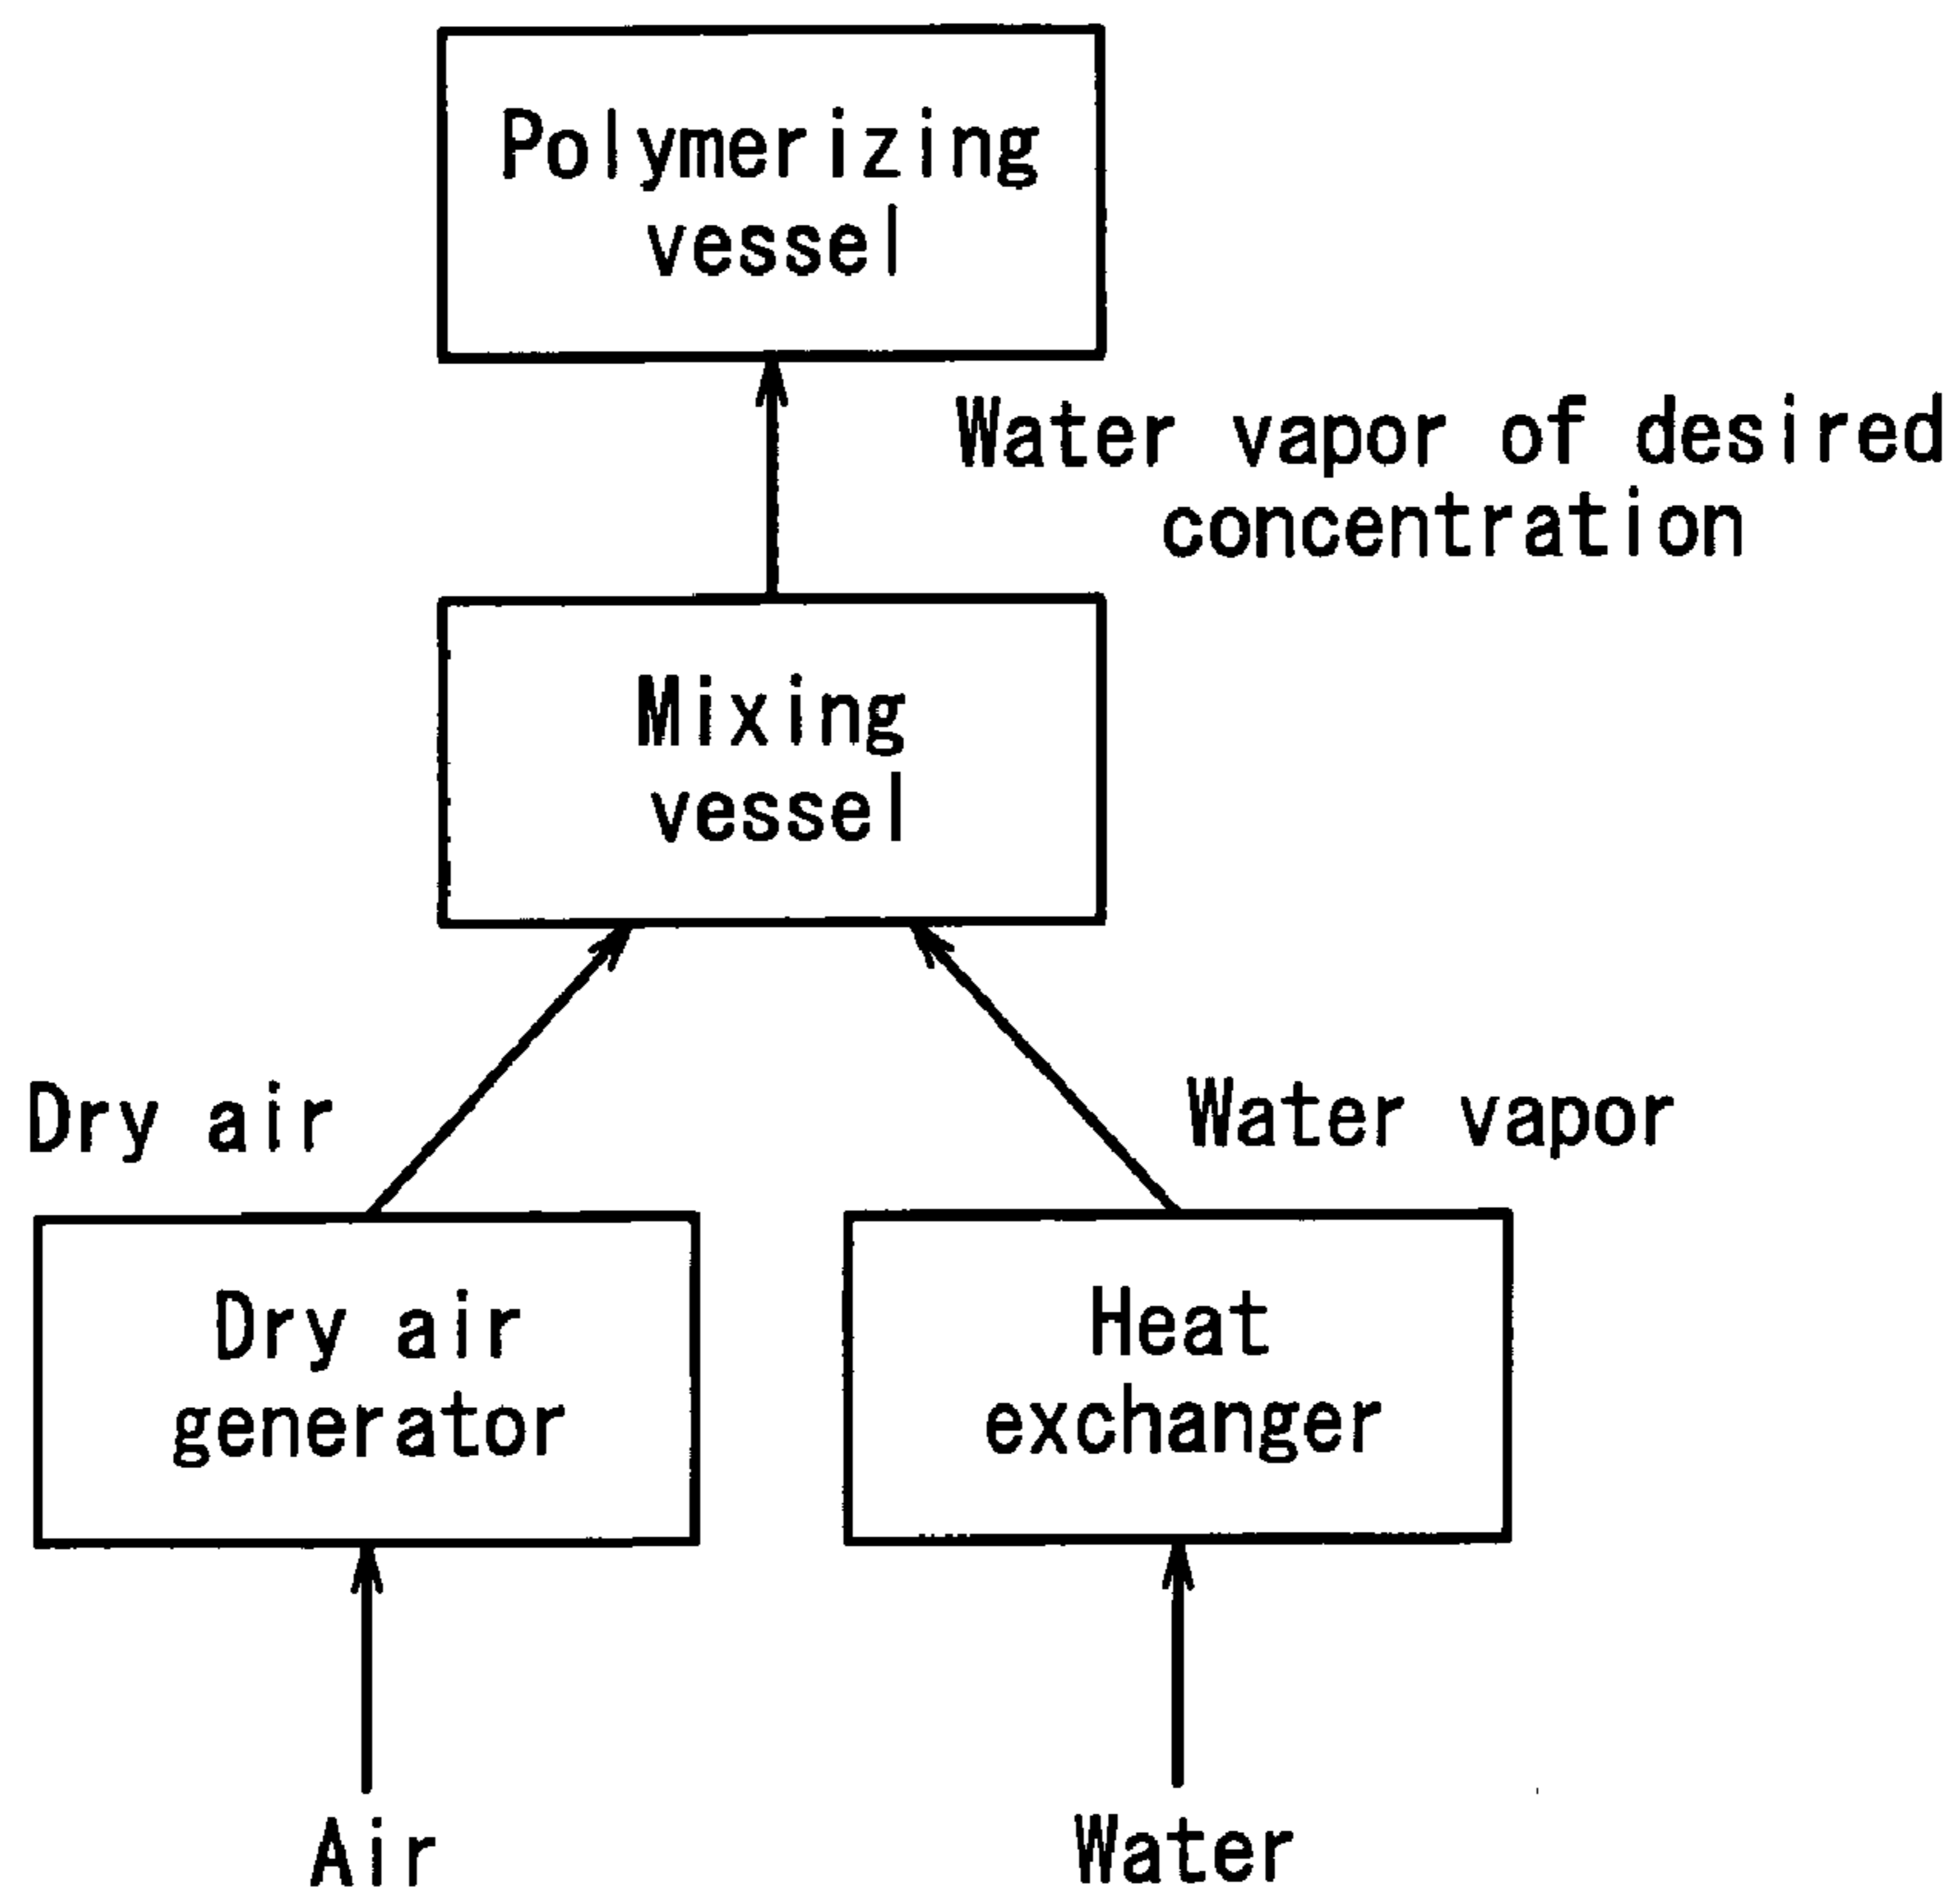 Polymerizing
vessel
Water vapor of desired
concentration
Mixing
vessel
Dry air
Water vapor
Dry air
generator
Heat
exchanger
Air
Water